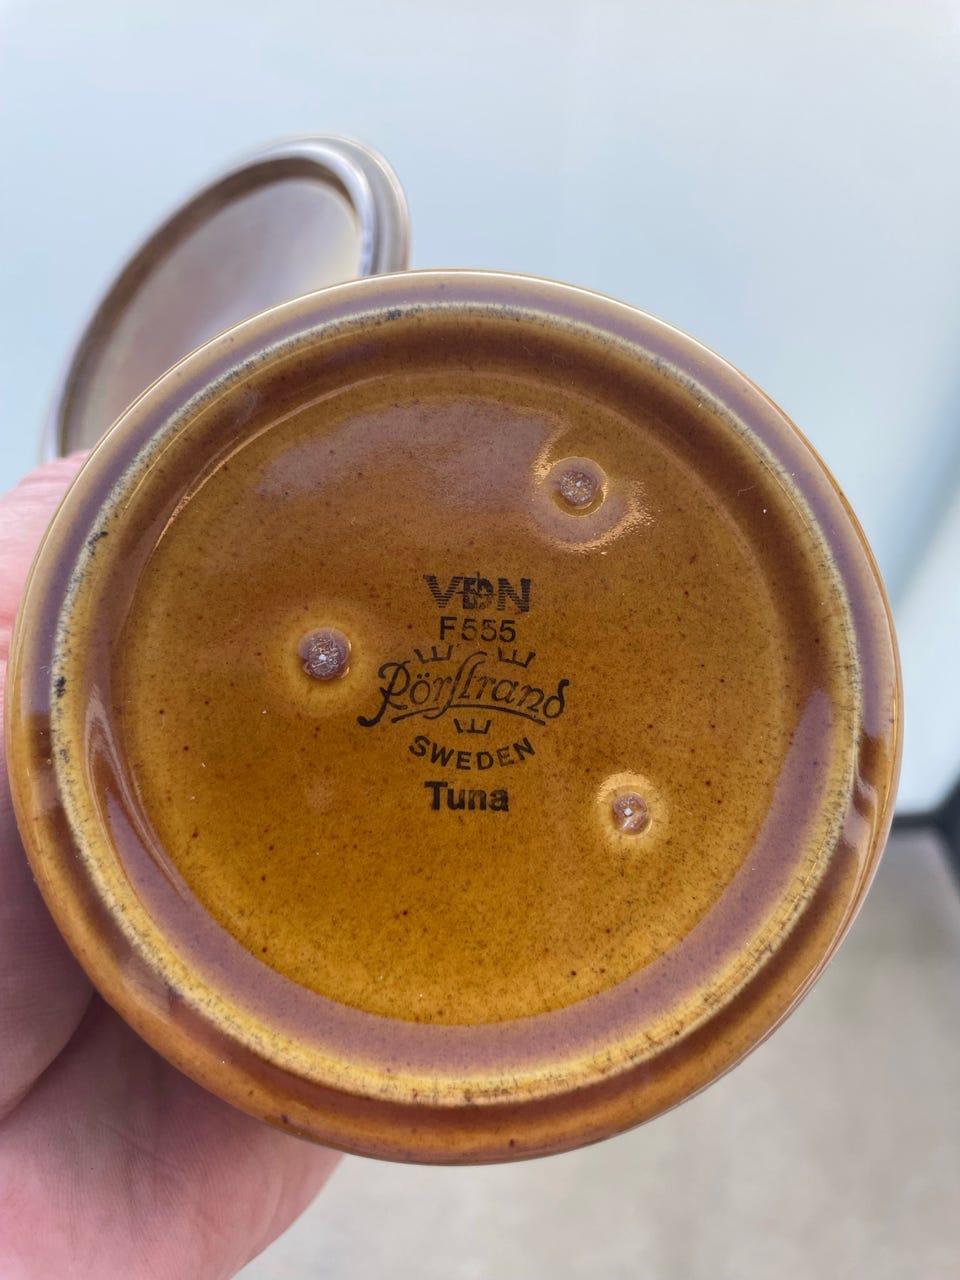 VDN
F555
Rörstrand
SWEDEN
Tuna